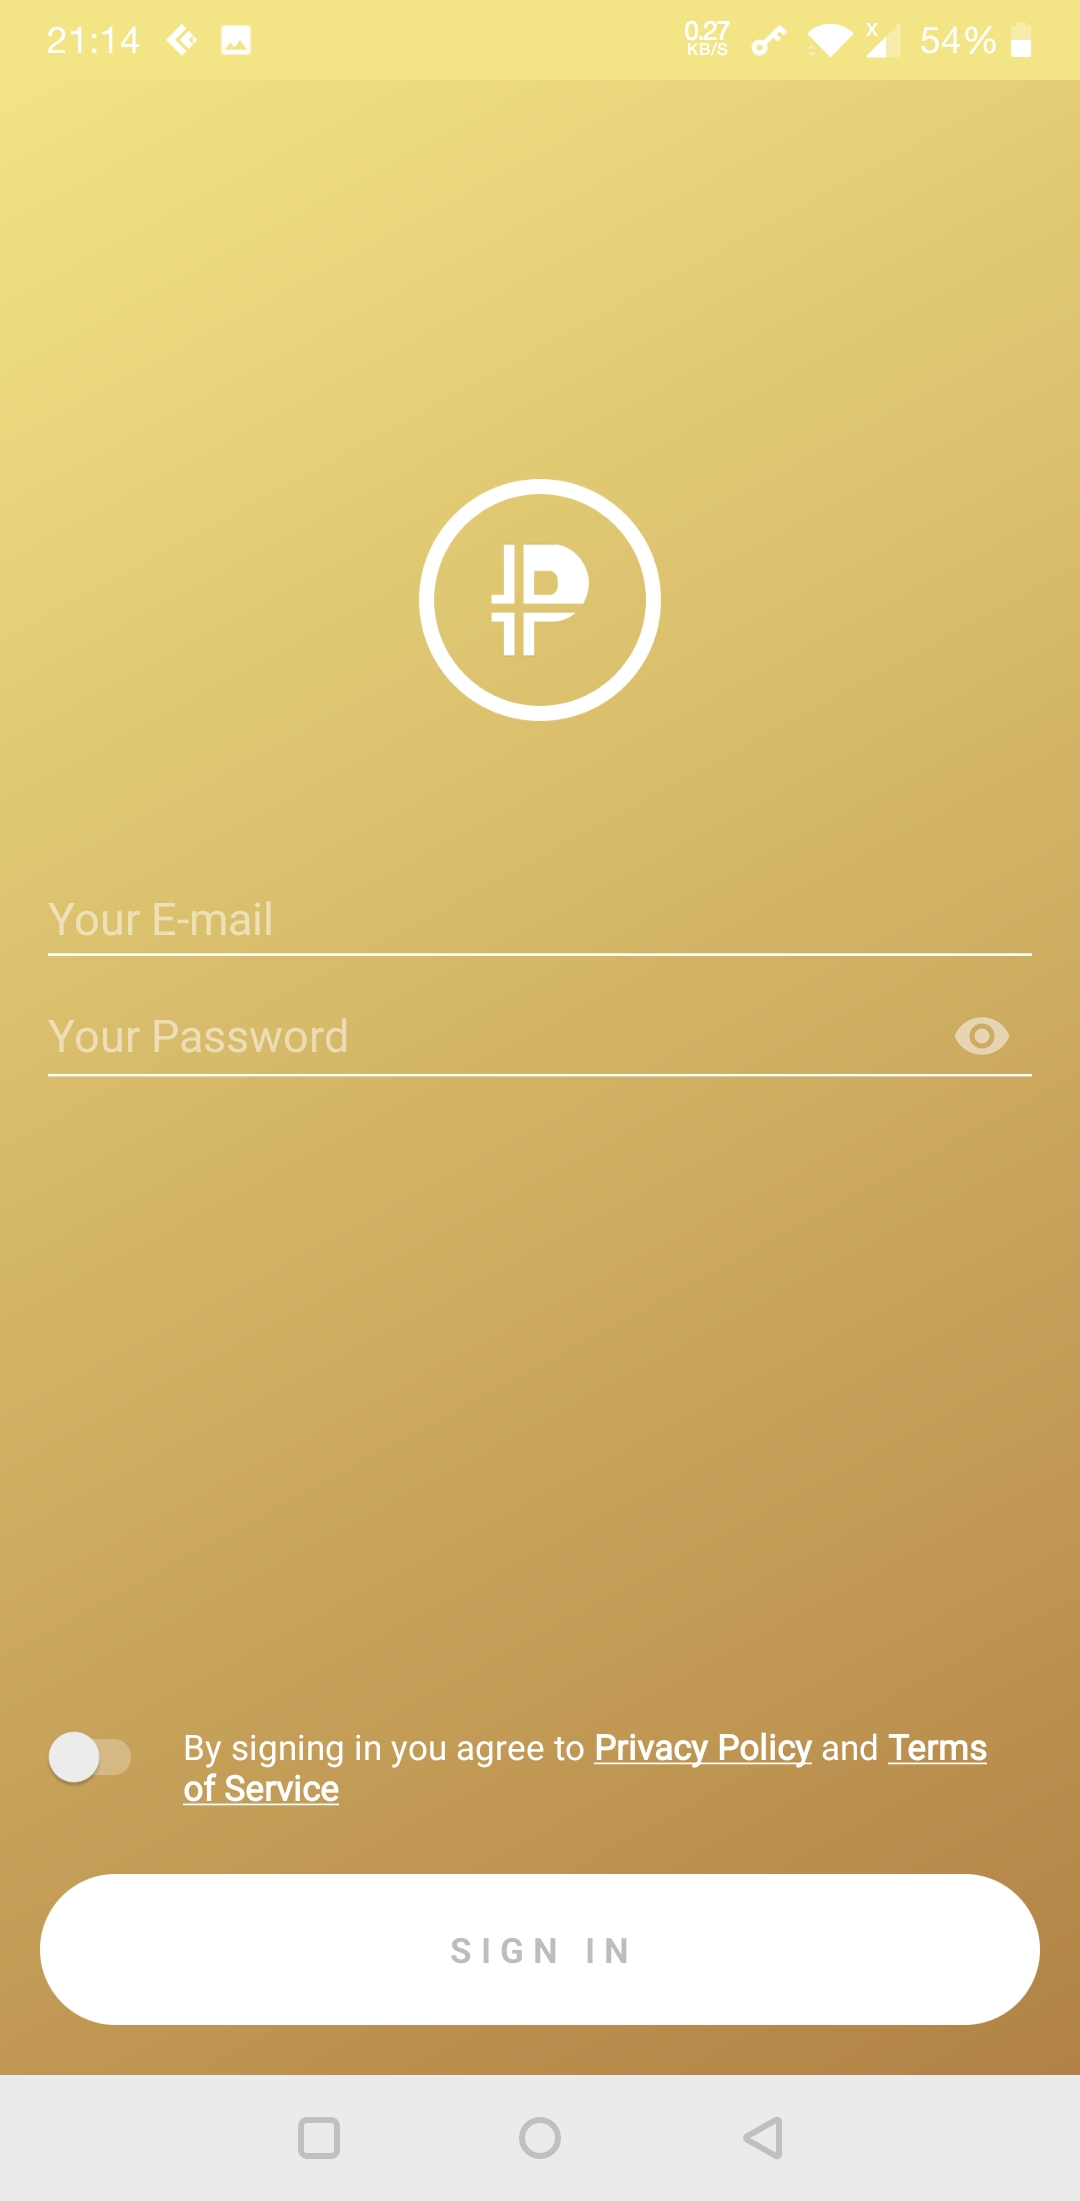 21:14
0.27
KB/S
X
54%
Your E-mail
Your Password
By signing in you agree to Privacy Policy and Terms
of Service
SIGN IN